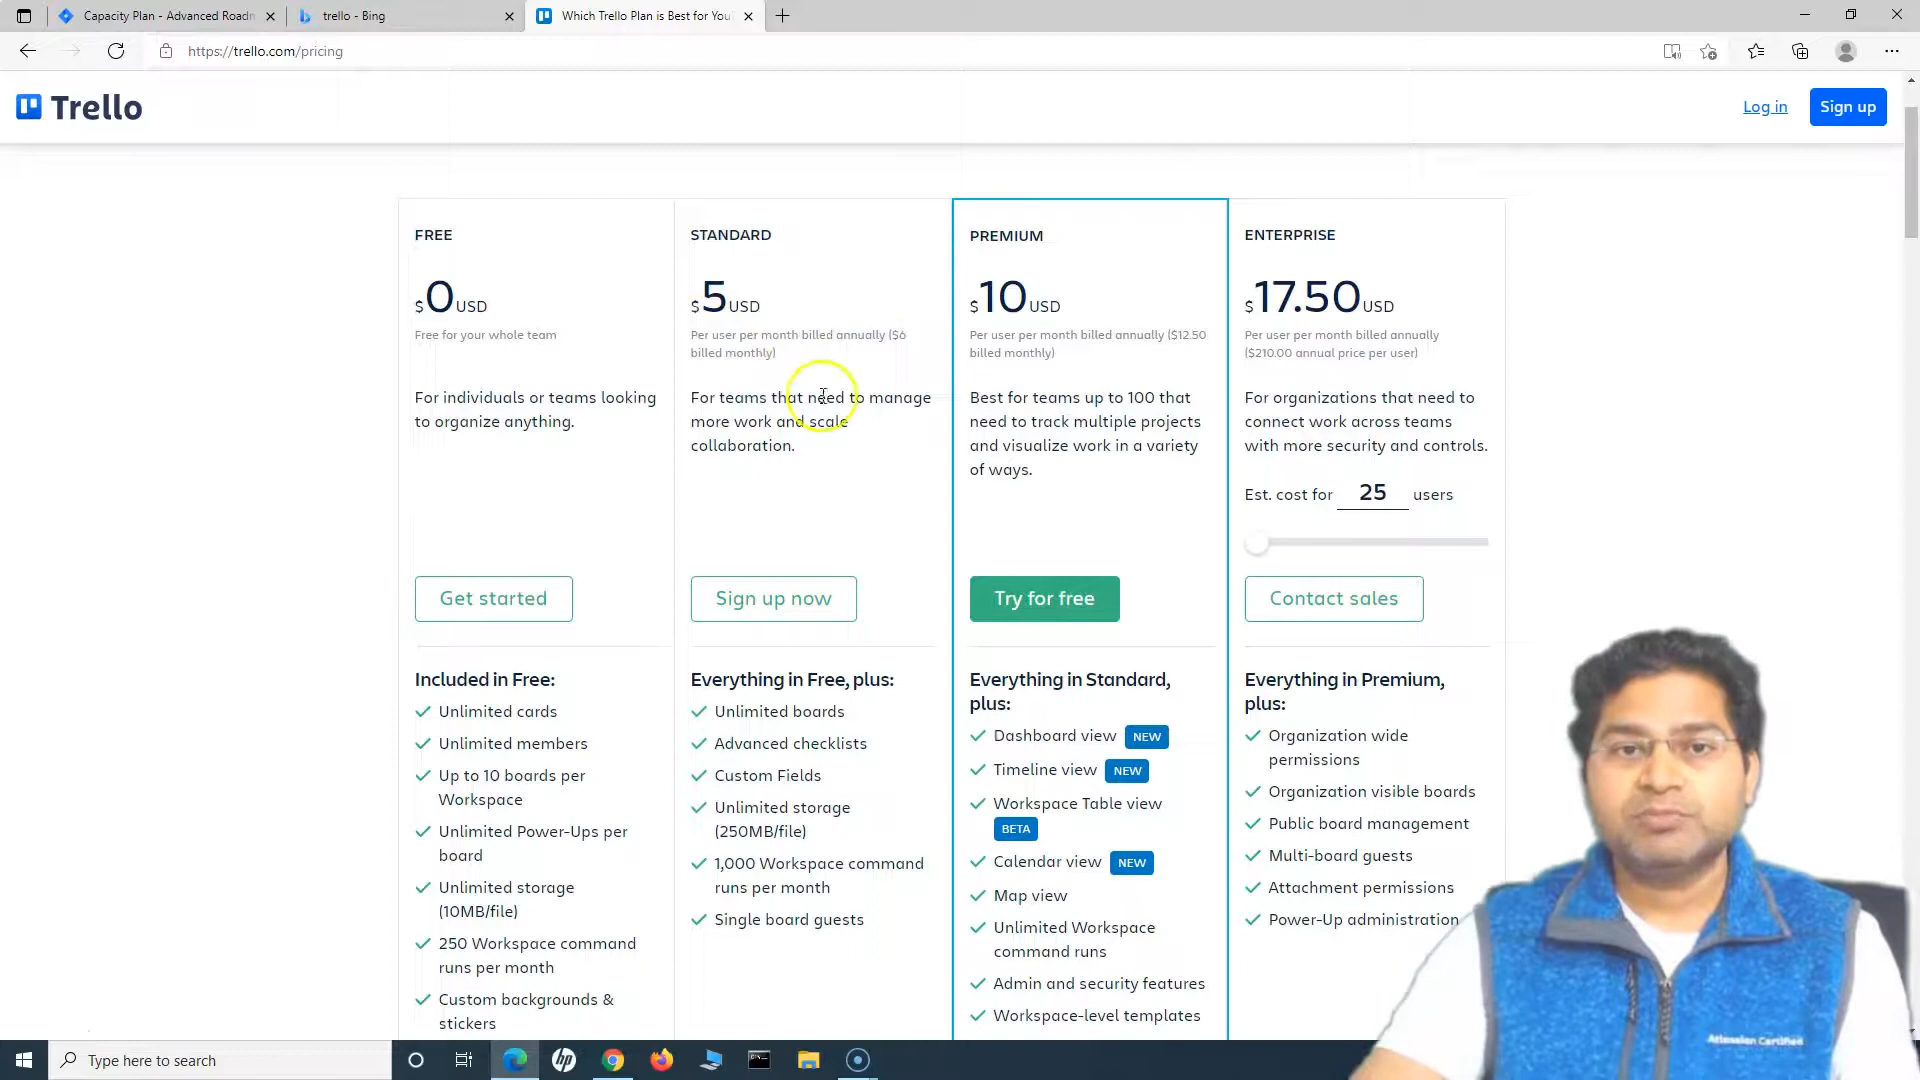 Capacity Plan - Advanced Roadm
trello - Bing
Which Trello Plan is Best for You
https://trello.com/pricing
Trello
Log in
Sign up
FREE
$0 USD
Free for your whole team
For individuals or teams looking
to organize anything.
Get started
Included in Free:
Unlimited cards
Unlimited members
Up to 10 boards per
Workspace
Unlimited Power-Ups per
board
Unlimited storage
(10MB/file)
250 Workspace command
runs per month
Custom backgrounds &
stickers
STANDARD
$5 USD
Per user per month billed annually ($6
billed monthly)
For teams that need to manage
more work and scale
collaboration.
Sign up now
Everything in Free, plus:
Unlimited boards
Advanced checklists
Custom Fields
Unlimited storage
(250MB/file)
1,000 Workspace command
runs per month
Single board guests
PREMIUM
$10 USD
Per user per month billed annually ($12.50
billed monthly)
Best for teams up to 100 that
need to track multiple projects
and visualize work in a variety
of ways.
Try for free
Everything in Standard,
plus:
Dashboard view NEW
Timeline view NEW
Workspace Table view
BETA
Calendar view NEW
Map view
Unlimited Workspace
command runs
Admin and security features
Workspace-level templates
ENTERPRISE
$17.50 USD
Per user per month billed annually
($210.00 annual price per user)
For organizations that need to
connect work across teams
with more security and controls.
Est. cost for 25 users
Contact sales
Everything in Premium,
plus:
Organization wide
permissions
Organization visible boards
Public board management
Multi-board guests
Attachment permissions
Power-Up administration
Atlassian Certified
Type here to search
hp